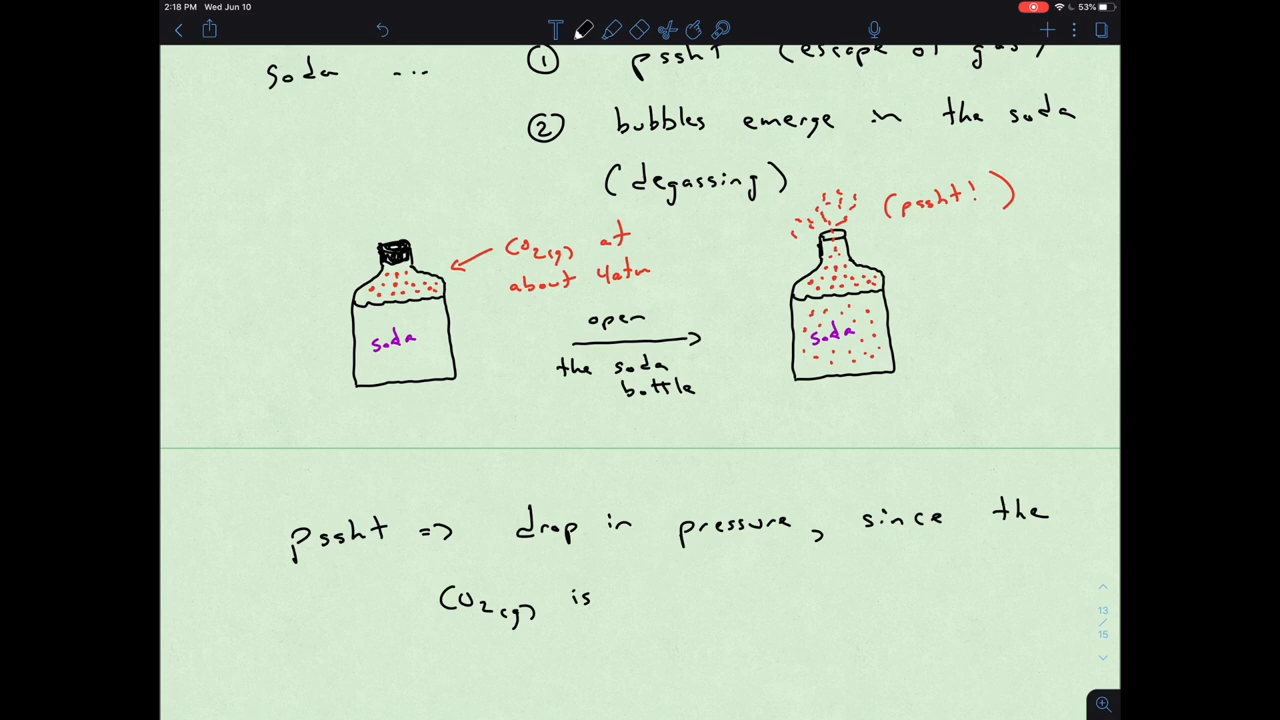 2:18 PM Wed Jun 10
53%
① pssht (escape of gas)
soda ...
② bubbles emerge in the soda
(degassing)
(pssht!)
CO2(g) at
about 4atm
open
the soda
bottle
soda
soda
pssht => drop in pressure, since the
CO2(g) is
13
/
15